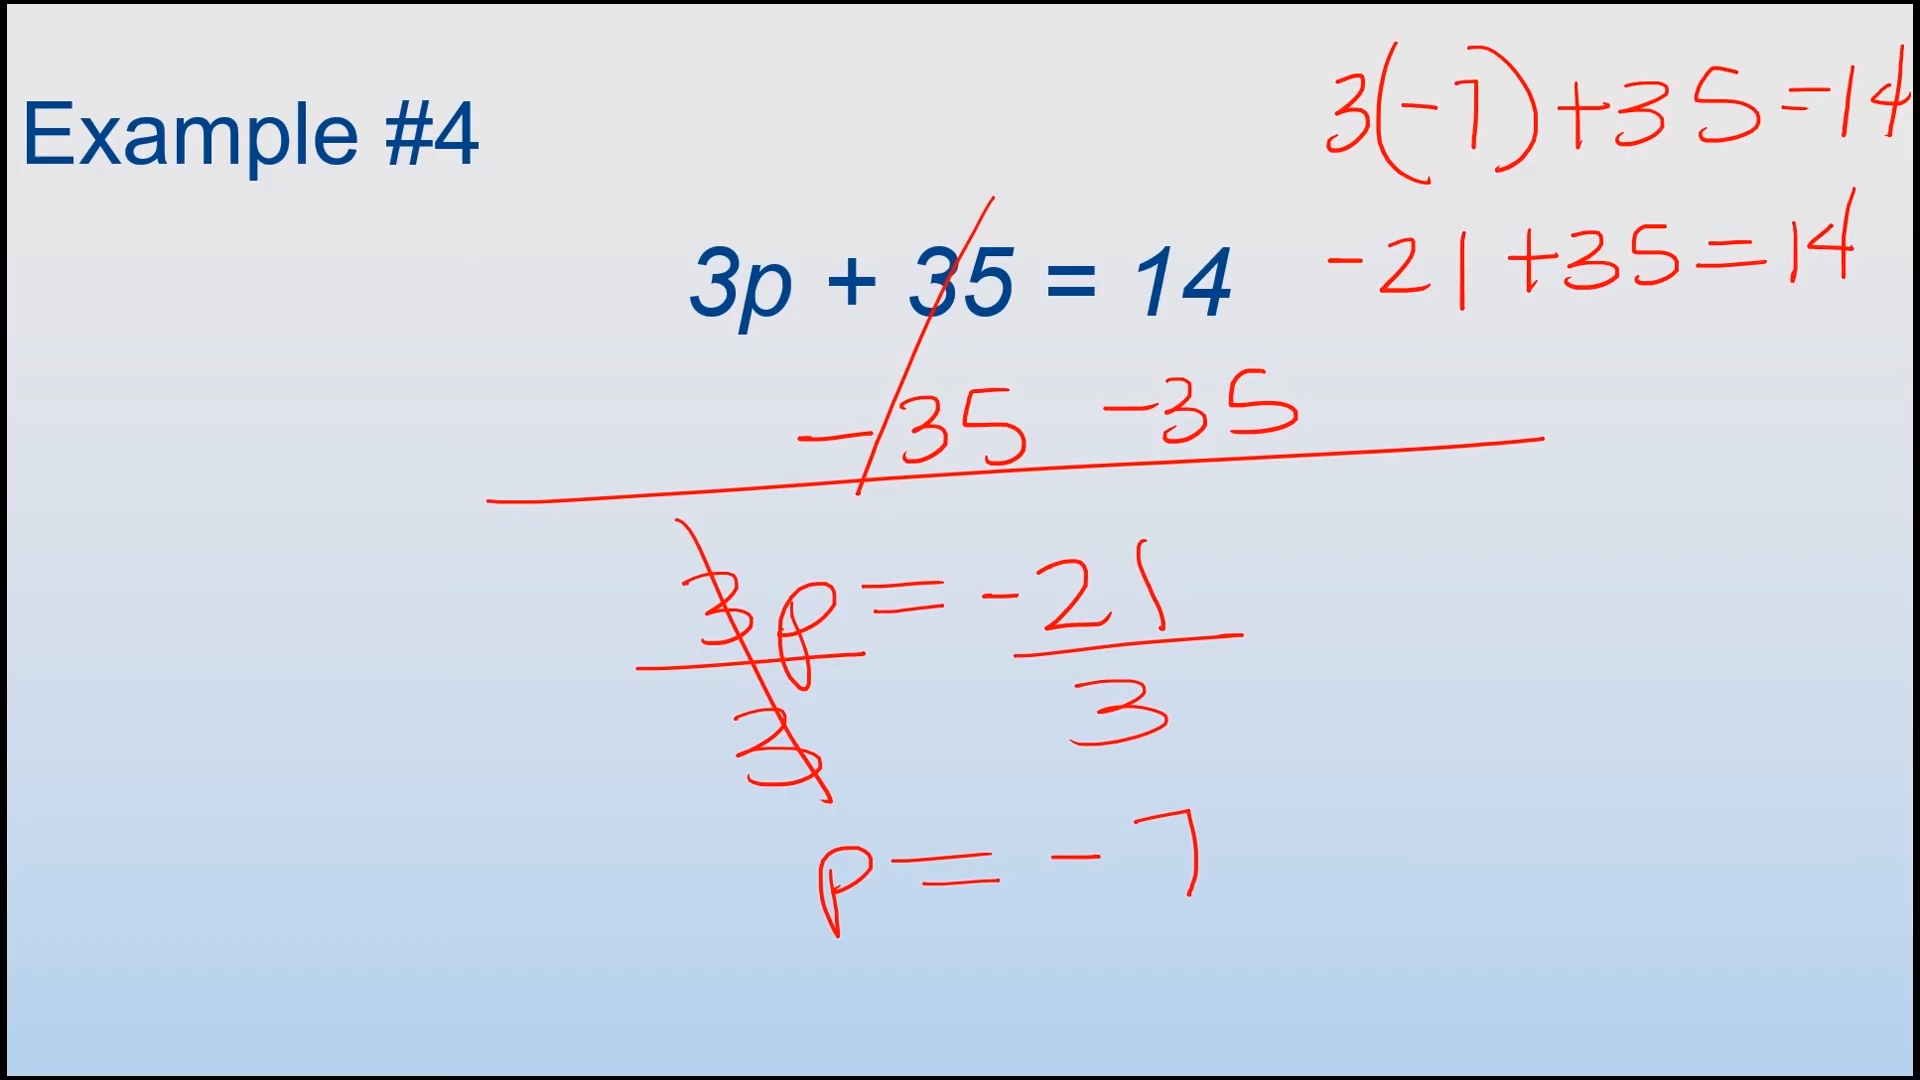 Example #4
3p + 35 = 14
- 35 -35
3p = -21
3 3
p = -7
3(-7)+35=14
-21+35=14